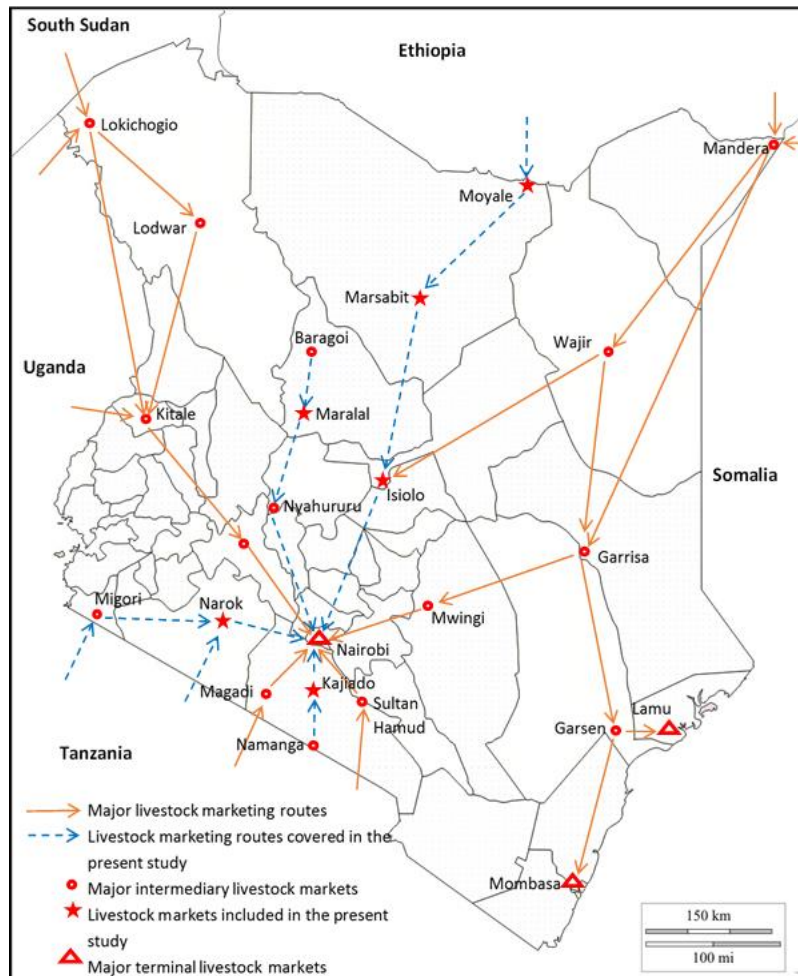 South Sudan
Ethiopia
Lokichogio
Mandera
Moyale
Lodwar
Marsabit
Baragoi
Wajir
Uganda
Maralal
Kitale
Somalia
Isiolo
Nyahururu
Garrisa
Migori
Narok
Mwingi
Nairobi
Magadi
Kajiado
Sultan
Hamud
Lamu
Garsen
Namanga
Tanzania
Major livestock marketing routes
Livestock marketing routes covered in the
present study
Major intermediary livestock markets
Livestock markets included in the present
study
Major terminal livestock markets
Mombasa
150 km
100 mi